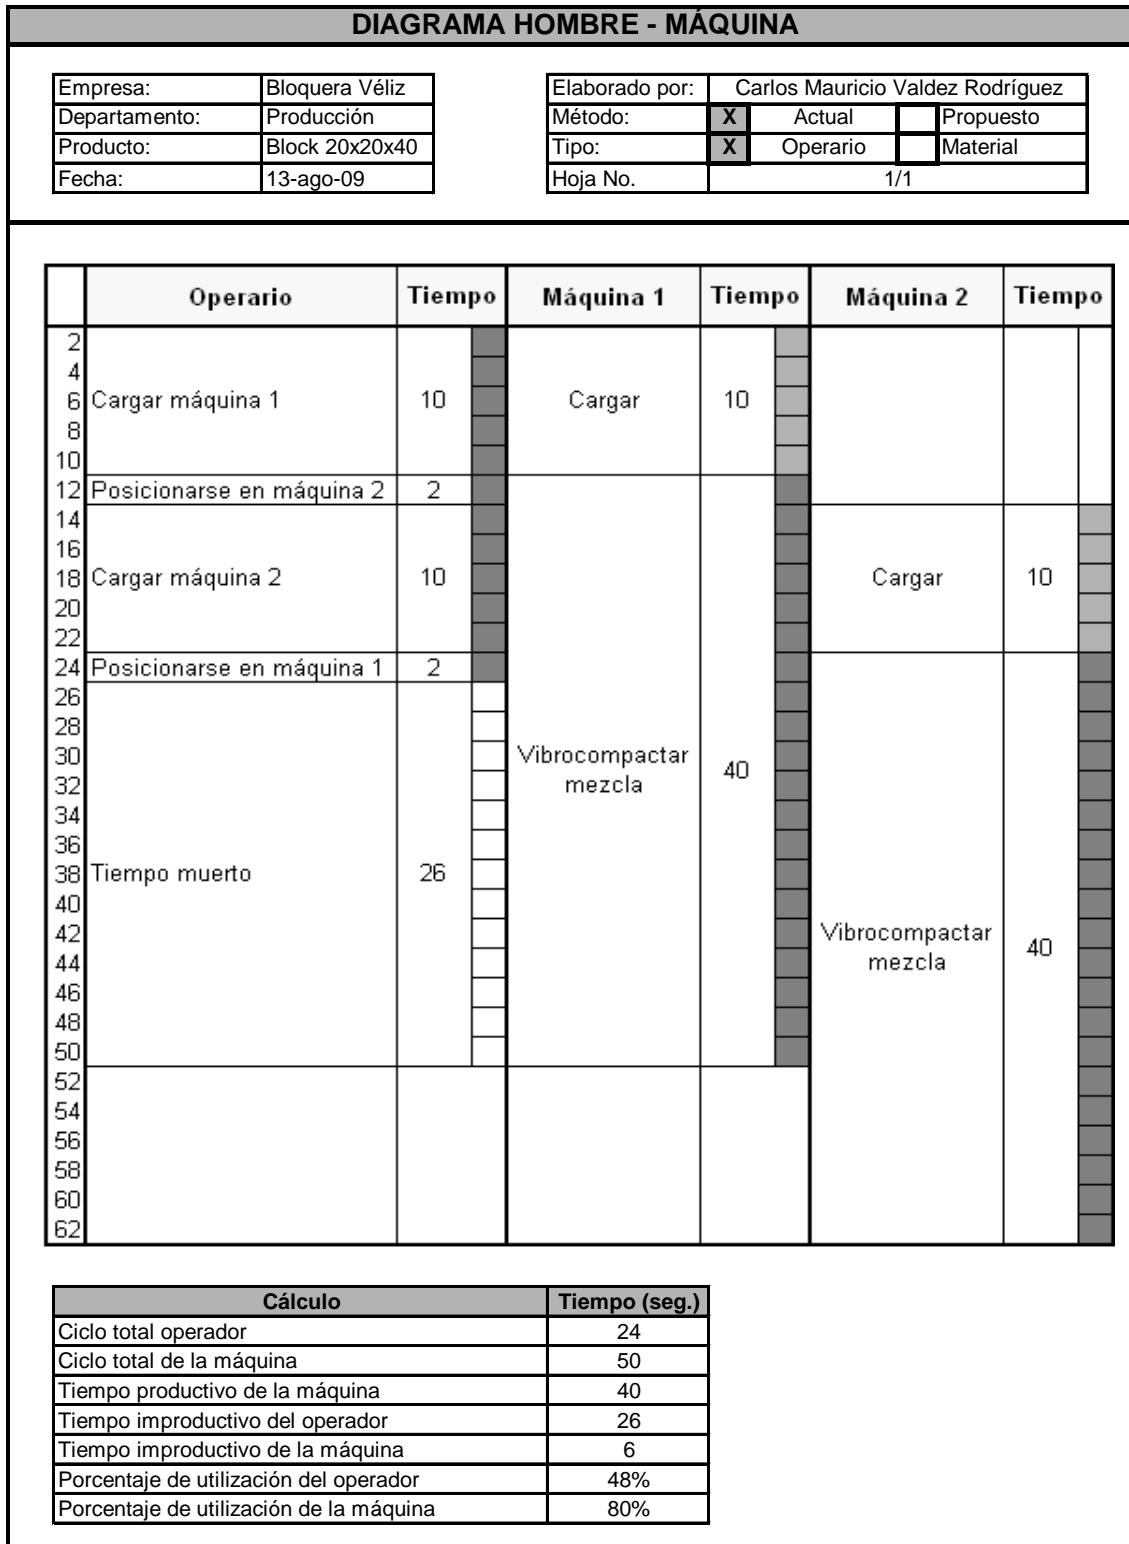 DIAGRAMA HOMBRE - MÁQUINA
Empresa: Bloquera Véliz
Departamento: Producción
Producto: Block 20x20x40
Fecha: 13-ago-09
Elaborado por: Carlos Mauricio Valdez Rodríguez
Método: X Actual Propuesto
Tipo: X Operario Material
Hoja No. 1/1
Operario Tiempo Máquina 1 Tiempo Máquina 2 Tiempo
2
4
6 Cargar máquina 1 10 Cargar 10
8
10
12 Posicionarse en máquina 2 2
14
16
18 Cargar máquina 2 10 Cargar 10
20
22
24 Posicionarse en máquina 1 2
26
28
30 Vibrocompactar
32 mezcla 40
34
36
38 Tiempo muerto 26
40
42 Vibrocompactar
44 mezcla 40
46
48
50
52
54
56
58
60
62
Cálculo Tiempo (seg.)
Ciclo total operador 24
Ciclo total de la máquina 50
Tiempo productivo de la máquina 40
Tiempo improductivo del operador 26
Tiempo improductivo de la máquina 6
Porcentaje de utilización del operador 48%
Porcentaje de utilización de la máquina 80%